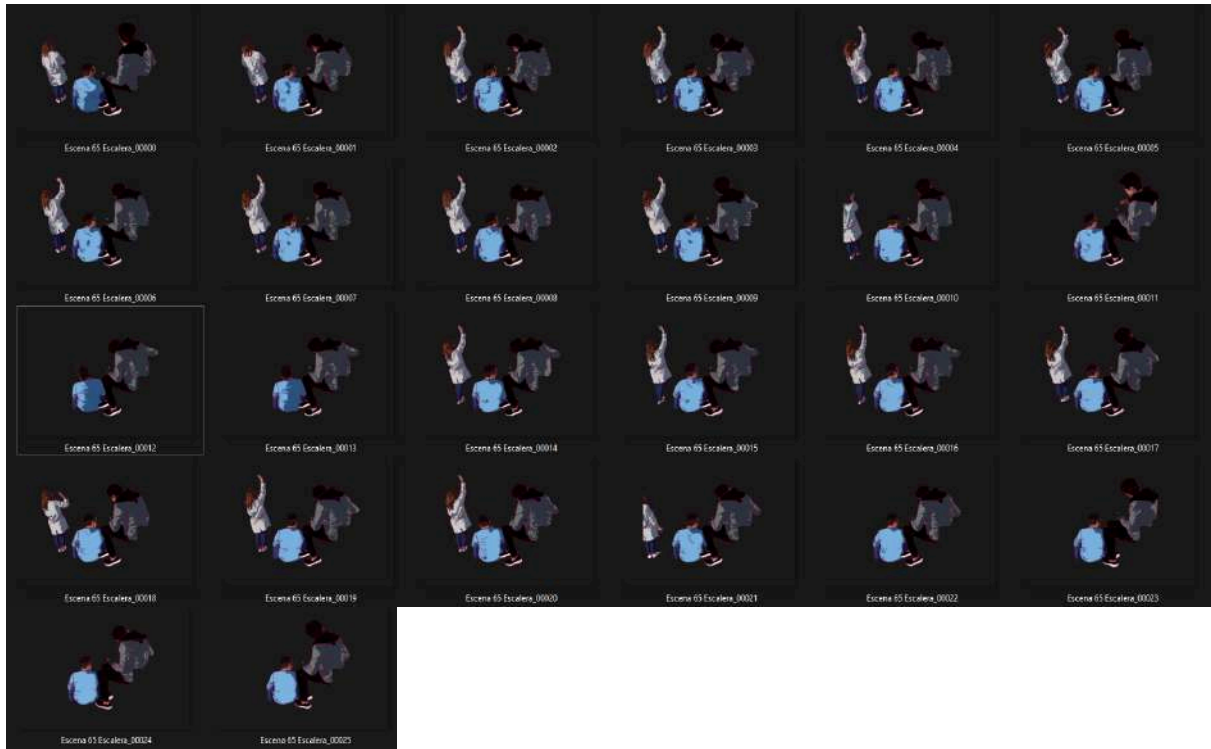 Escena 65 Escalera_00000
Escena 65 Escalera_00001
Escena 65 Escalera_00002
Escena 65 Escalera_00003
Escena 65 Escalera_00004
Escena 65 Escalera_00005
Escena 65 Escalera_00006
Escena 65 Escalera_00007
Escena 65 Escalera_00008
Escena 65 Escalera_00009
Escena 65 Escalera_00010
Escena 65 Escalera_00011
Escena 65 Escalera_00012
Escena 65 Escalera_00013
Escena 65 Escalera_00014
Escena 65 Escalera_00015
Escena 65 Escalera_00016
Escena 65 Escalera_00017
Escena 65 Escalera_00018
Escena 65 Escalera_00019
Escena 65 Escalera_00020
Escena 65 Escalera_00021
Escena 65 Escalera_00022
Escena 65 Escalera_00023
Escena 65 Escalera_00024
Escena 65 Escalera_00025